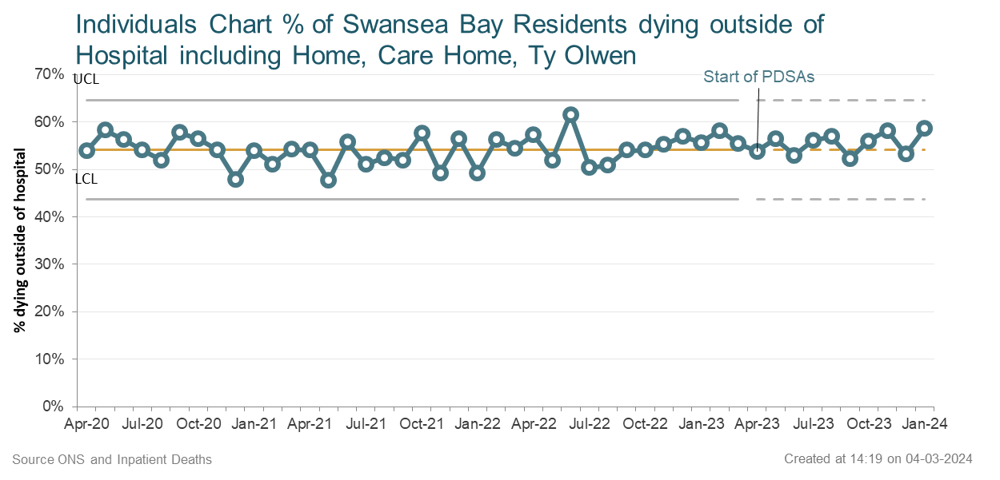 Individuals Chart % of Swansea Bay Residents dying outside of
Hospital including Home, Care Home, Ty Olwen
70%
UCL
Start of PDSAs
60%
50%
LCL
40%
30%
20%
10%
0%
% dying outside of hospital
Apr-20 Jul-20 Oct-20 Jan-21 Apr-21 Jul-21 Oct-21 Jan-22 Apr-22 Jul-22 Oct-22 Jan-23 Apr-23 Jul-23 Oct-23 Jan-24
Source ONS and Inpatient Deaths
Created at 14:19 on 04-03-2024